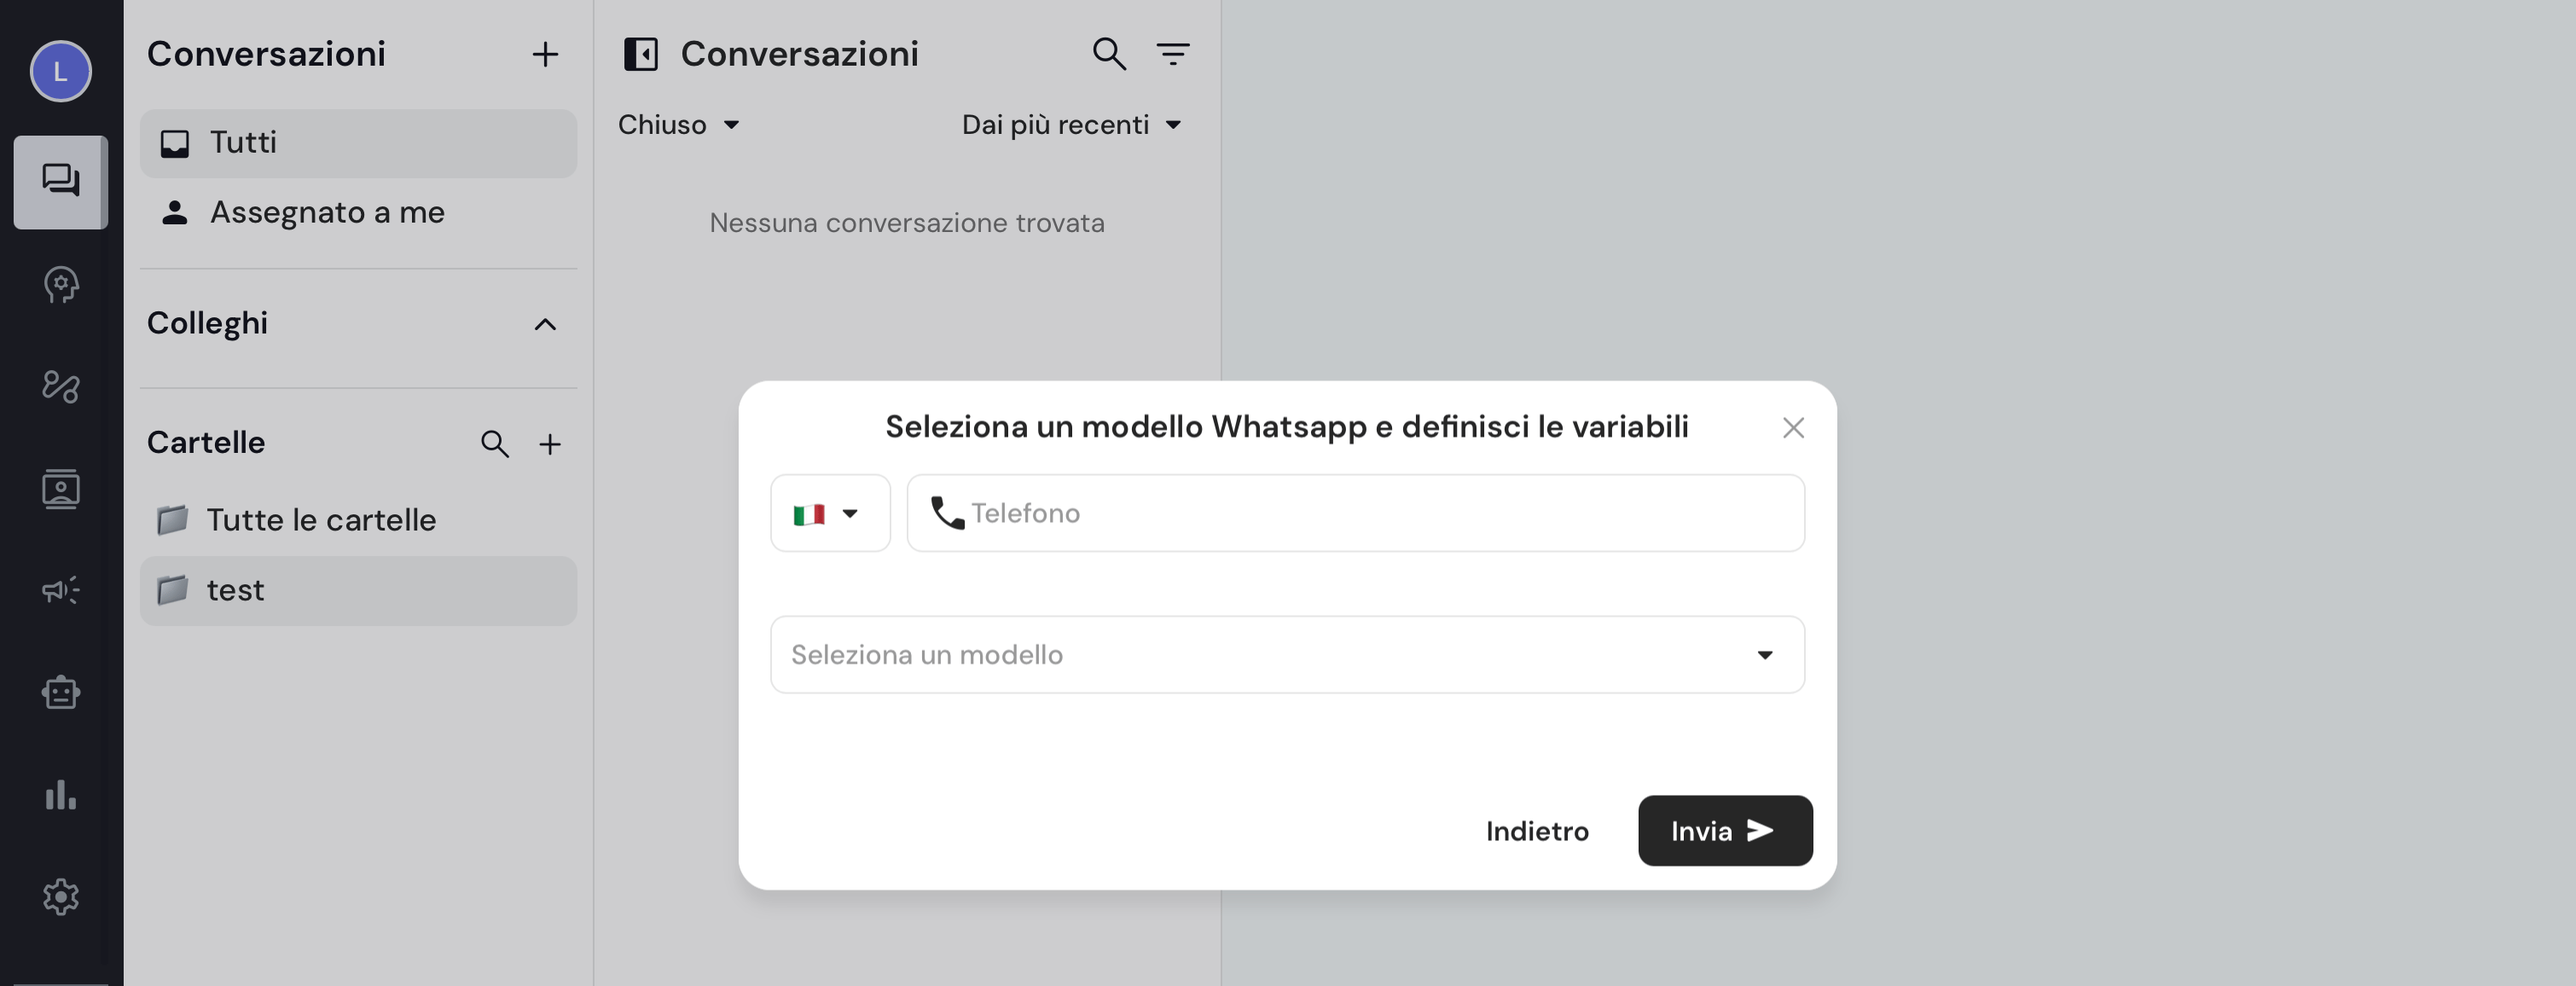 L
Conversazioni
Tutti
Assegnato a me
Colleghi
Cartelle
Tutte le cartelle
test
Conversazioni
Chiuso
Dai più recenti
Nessuna conversazione trovata
Seleziona un modello Whatsapp e definisci le variabili
Telefono
Seleziona un modello
Indietro
Invia